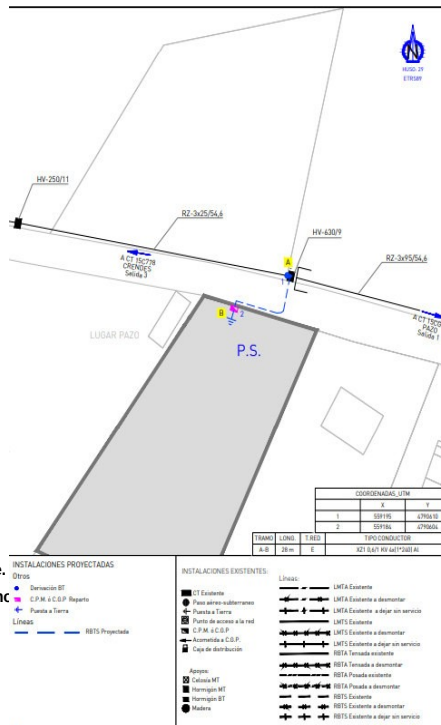 HUSO: 29
ETRS89
HV-250/11
RZ-3x25/54,6
HV-630/9
A
1
RZ-3x95/54,6
A CT 15C778
CRENDES
Salida 3
PAZO
Salida 1
B
2
LUGAR PAZO
P.S.
COORDENADAS_UTM
X Y
1 559195 4790610
2 559184 4790604
TRAMO LONG. T.RED TIPO CONDUCTOR
A-B 28 m E XZ1 0,6/1 KV 4x(1*240) Al
INSTALACIONES PROYECTADAS
Otros
Derivación BT
C.P.M. ó C.G.P Reparto
Puesta a Tierra
Líneas
RBTS Proyectada
INSTALACIONES EXISTENTES:
CT Existente
Paso aéreo-subterraneo
Puesta a Tierra
Punto de acceso a la red
C.P.M. ó C.G.P
Acometida a C.G.P.
Caja de distribución
Apoyos:
Celosía MT
Hormigón MT
Hormigón BT
Madera
Líneas:
LMTA Existente
LMTA Existente a desmontar
LMTA Existente a dejar sin servicio
LMTS Existente
LMTS Existente a desmontar
LMTS Existente a dejar sin servicio
RBTA Tensada existente
RBTA Tensada a desmontar
RBTA Posada existente
RBTA Posada a desmontar
RBTS Existente
RBTS Existente a desmontar
RBTS Existente a dejar sin servicio